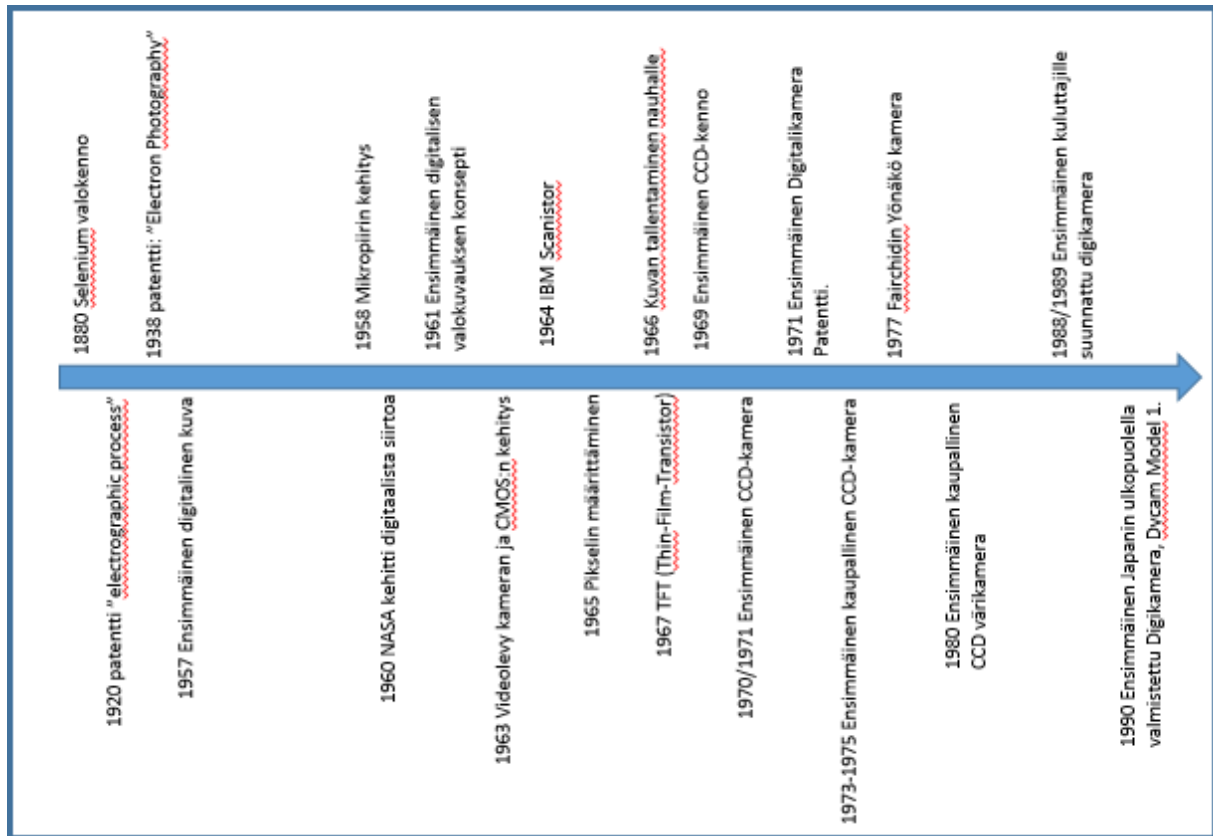 1880 Selenium valokenno
1920 patentti "electrographic process"
1938 patentti: "Electron Photography"
1957 Ensimmäinen digitalinen kuva
1958 Mikropiirin kehitys
1960 NASA kehitti digitaalista siirtoa
1961 Ensimmäinen digitalisen
valokuvauksen konsepti
1963 Videolevy kameran ja CMOS:n kehitys
1964 IBM Scanistor
1965 Pikselin määrittäminen
1966 Kuvan tallentaminen nauhalle
1967 TFT (Thin-Film-Transistor)
1969 Ensimmäinen CCD-kenno
1970/1971 Ensimmäinen CCD-kamera
1971 Ensimmäinen Digitalikamera
Patentti.
1973-1975 Ensimmäinen kaupallinen CCD-kamera
1977 Fairchidin Yönäkö kamera
1980 Ensimmäinen kaupallinen
CCD värikamera
1988/1989 Ensimmäinen kuluttajille
suunnattu digikamera
1990 Ensimmäinen Japanin ulkopuolella
valmistettu Digikamera, Dycam Model 1.